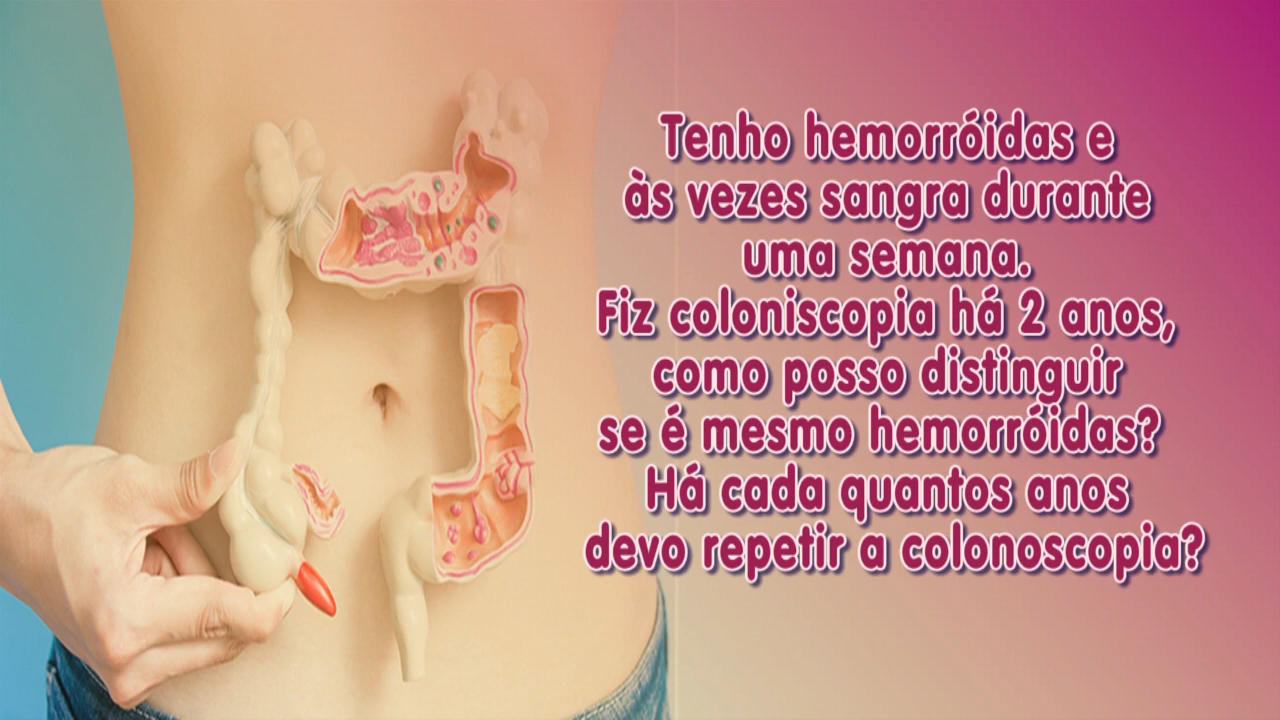 Tenho hemorróidas e
às vezes sangra durante
uma semana.
Fiz coloniscopia há 2 anos,
como posso distinguir
se é mesmo hemorróidas?
Há cada quantos anos
devo repetir a colonoscopia?